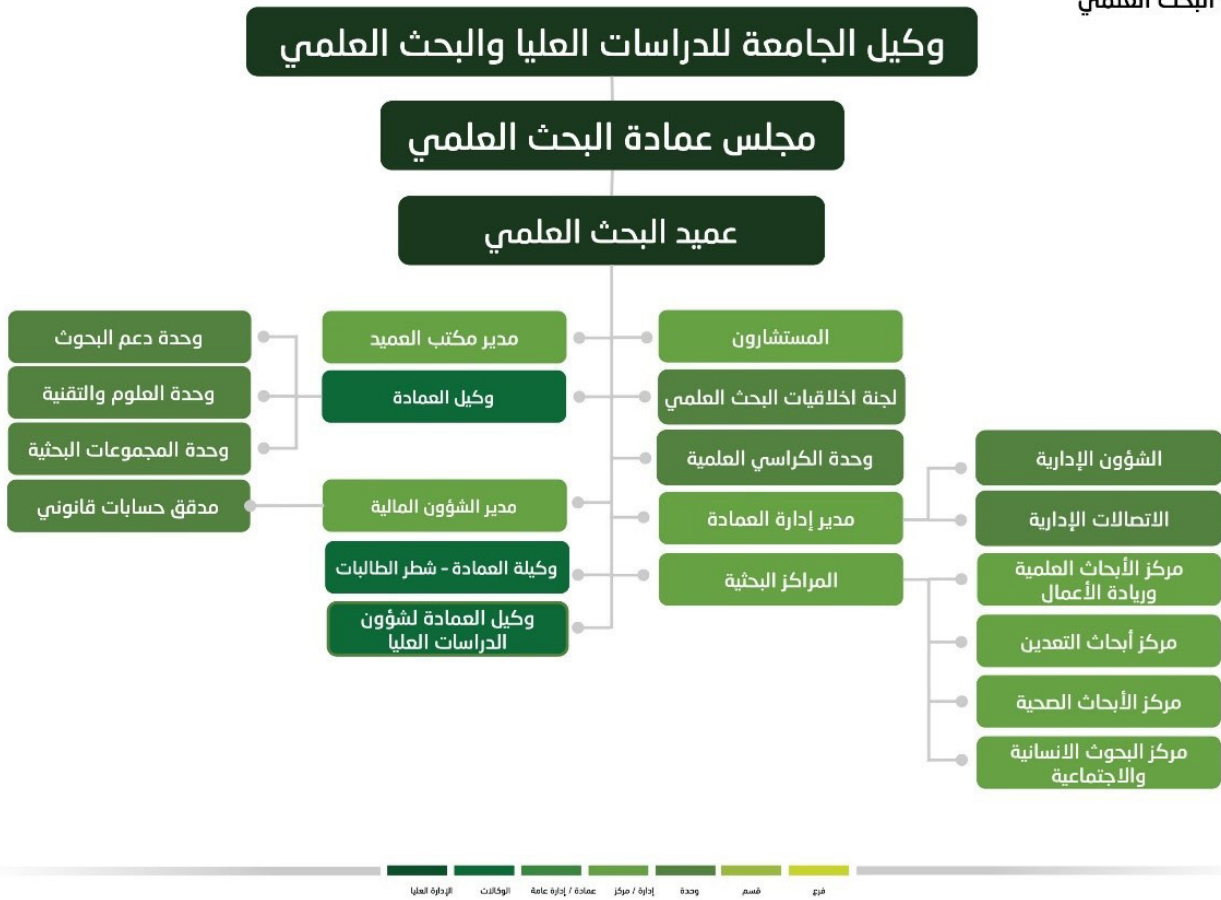 البحث العلمي
وكيل الجامعة للدراسات العليا والبحث العلمي
مجلس عمادة البحث العلمي
عميد البحث العلمي
المستشارون
مدير مكتب العميد
وحدة دعم البحوث
لجنة اخلاقيات البحث العلمي
وكيل العمادة
وحدة العلوم والتقنية
وحدة الكراسي العلمية
وحدة المجموعات البحثية
الشؤون الإدارية
مدير إدارة العمادة
مدير الشؤون المالية
مدقق حسابات قانوني
الاتصالات الإدارية
المراكز البحثية
وكيلة العمادة - شطر الطالبات
وكيل العمادة لشؤون
الدراسات العليا
مركز الأبحاث العلمية
وريادة الأعمال
مركز أبحاث التعدين
مركز الأبحاث الصحية
مركز البحوث الانسانية
والاجتماعية
فرع
قسم
وحدة
إدارة / مركز
عمادة / إدارة عامة
الوكالات
الإدارة العليا